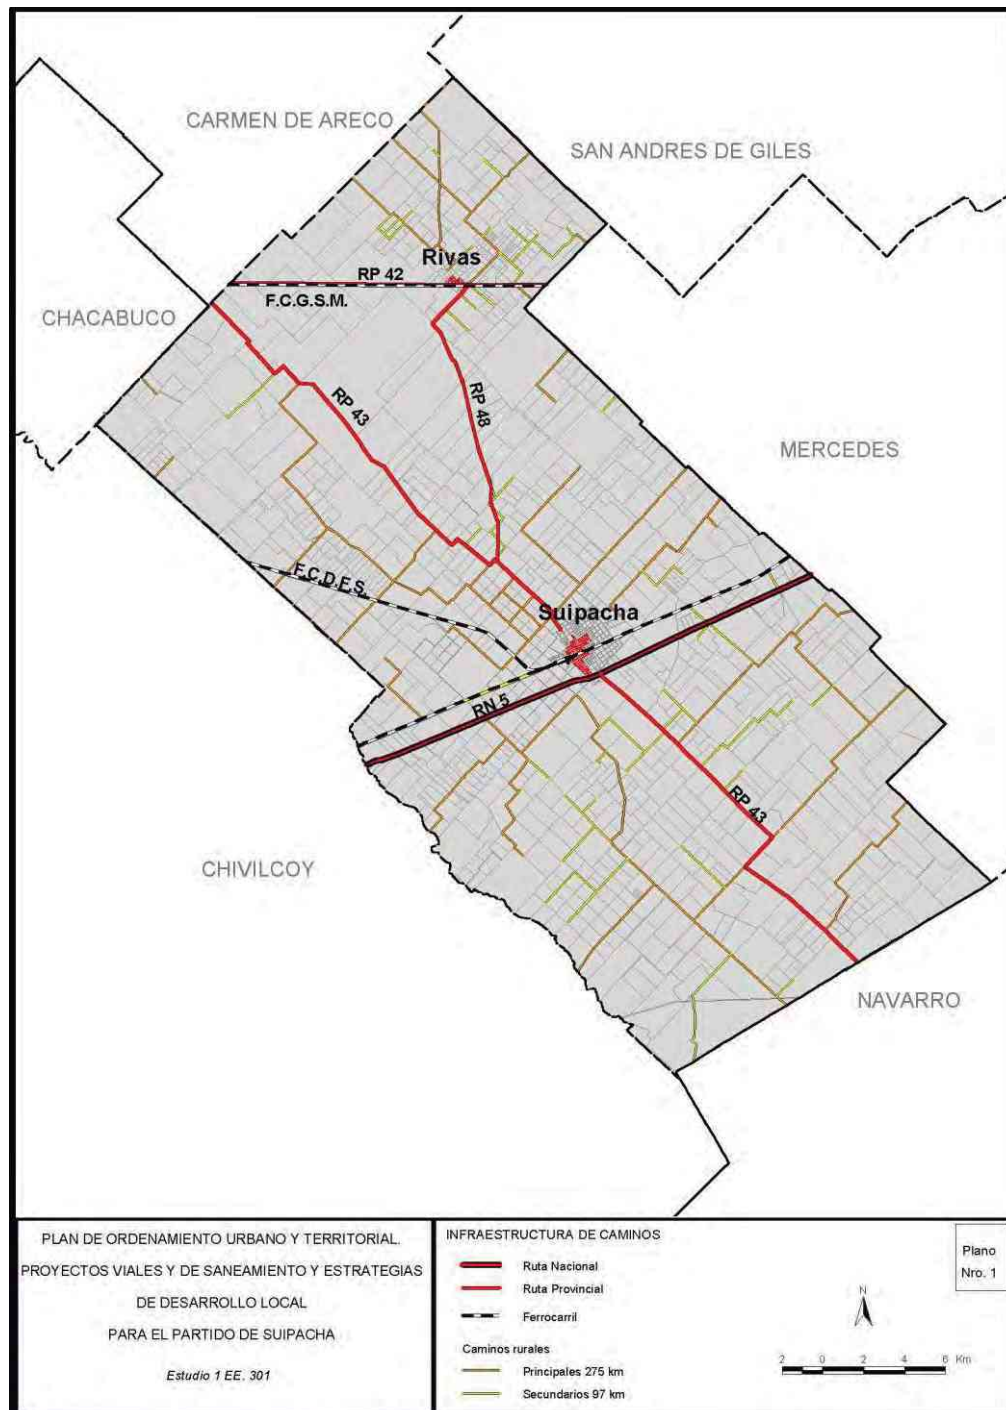 CARMEN DE ARECO
SAN ANDRES DE GILES
Rivas
RP 42
F.C.G.S.M.
CHACABUCO
RP 43
RP 48
MERCEDES
F.C.D.F.S.
Suipacha
RN 5
RP 43
CHIVILCOY
NAVARRO
PLAN DE ORDENAMIENTO URBANO Y TERRITORIAL.
PROYECTOS VIALES Y DE SANEAMIENTO Y ESTRATEGIAS
DE DESARROLLO LOCAL
PARA EL PARTIDO DE SUIPACHA
Estudio 1 EE. 301
INFRAESTRUCTURA DE CAMINOS
Ruta Nacional
Ruta Provincial
Ferrocarril
Caminos rurales
Principales 275 km
Secundarios 97 km
N
2 0 2 4 6 Km
Plano
Nro. 1